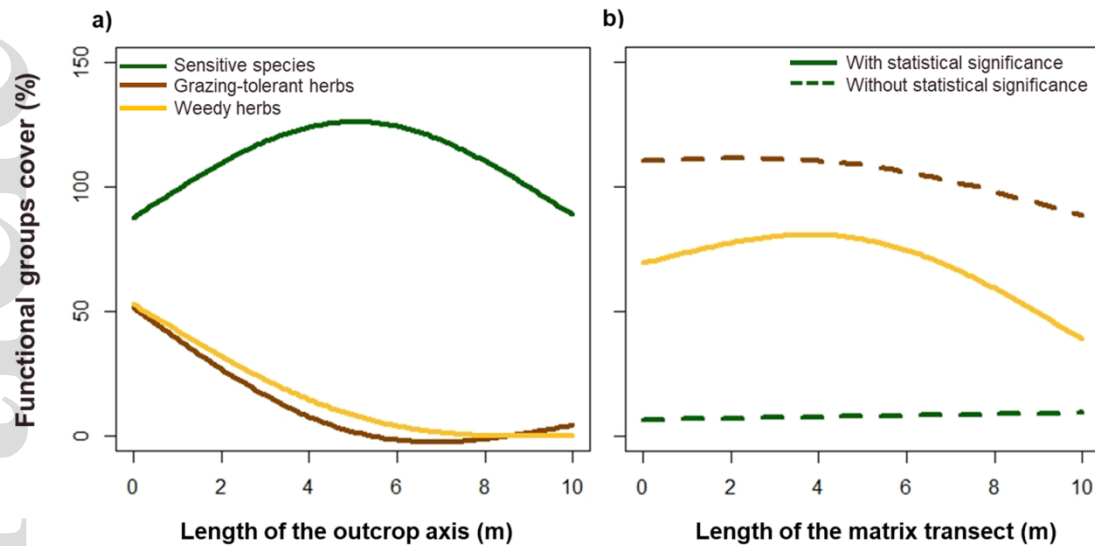 a)
b)
Functional groups cover (%)
150
100
50
0
Sensitive species
Grazing-tolerant herbs
Weedy herbs
With statistical significance
Without statistical significance
0 2 4 6 8 10
0 2 4 6 8 10
Length of the outcrop axis (m)
Length of the matrix transect (m)